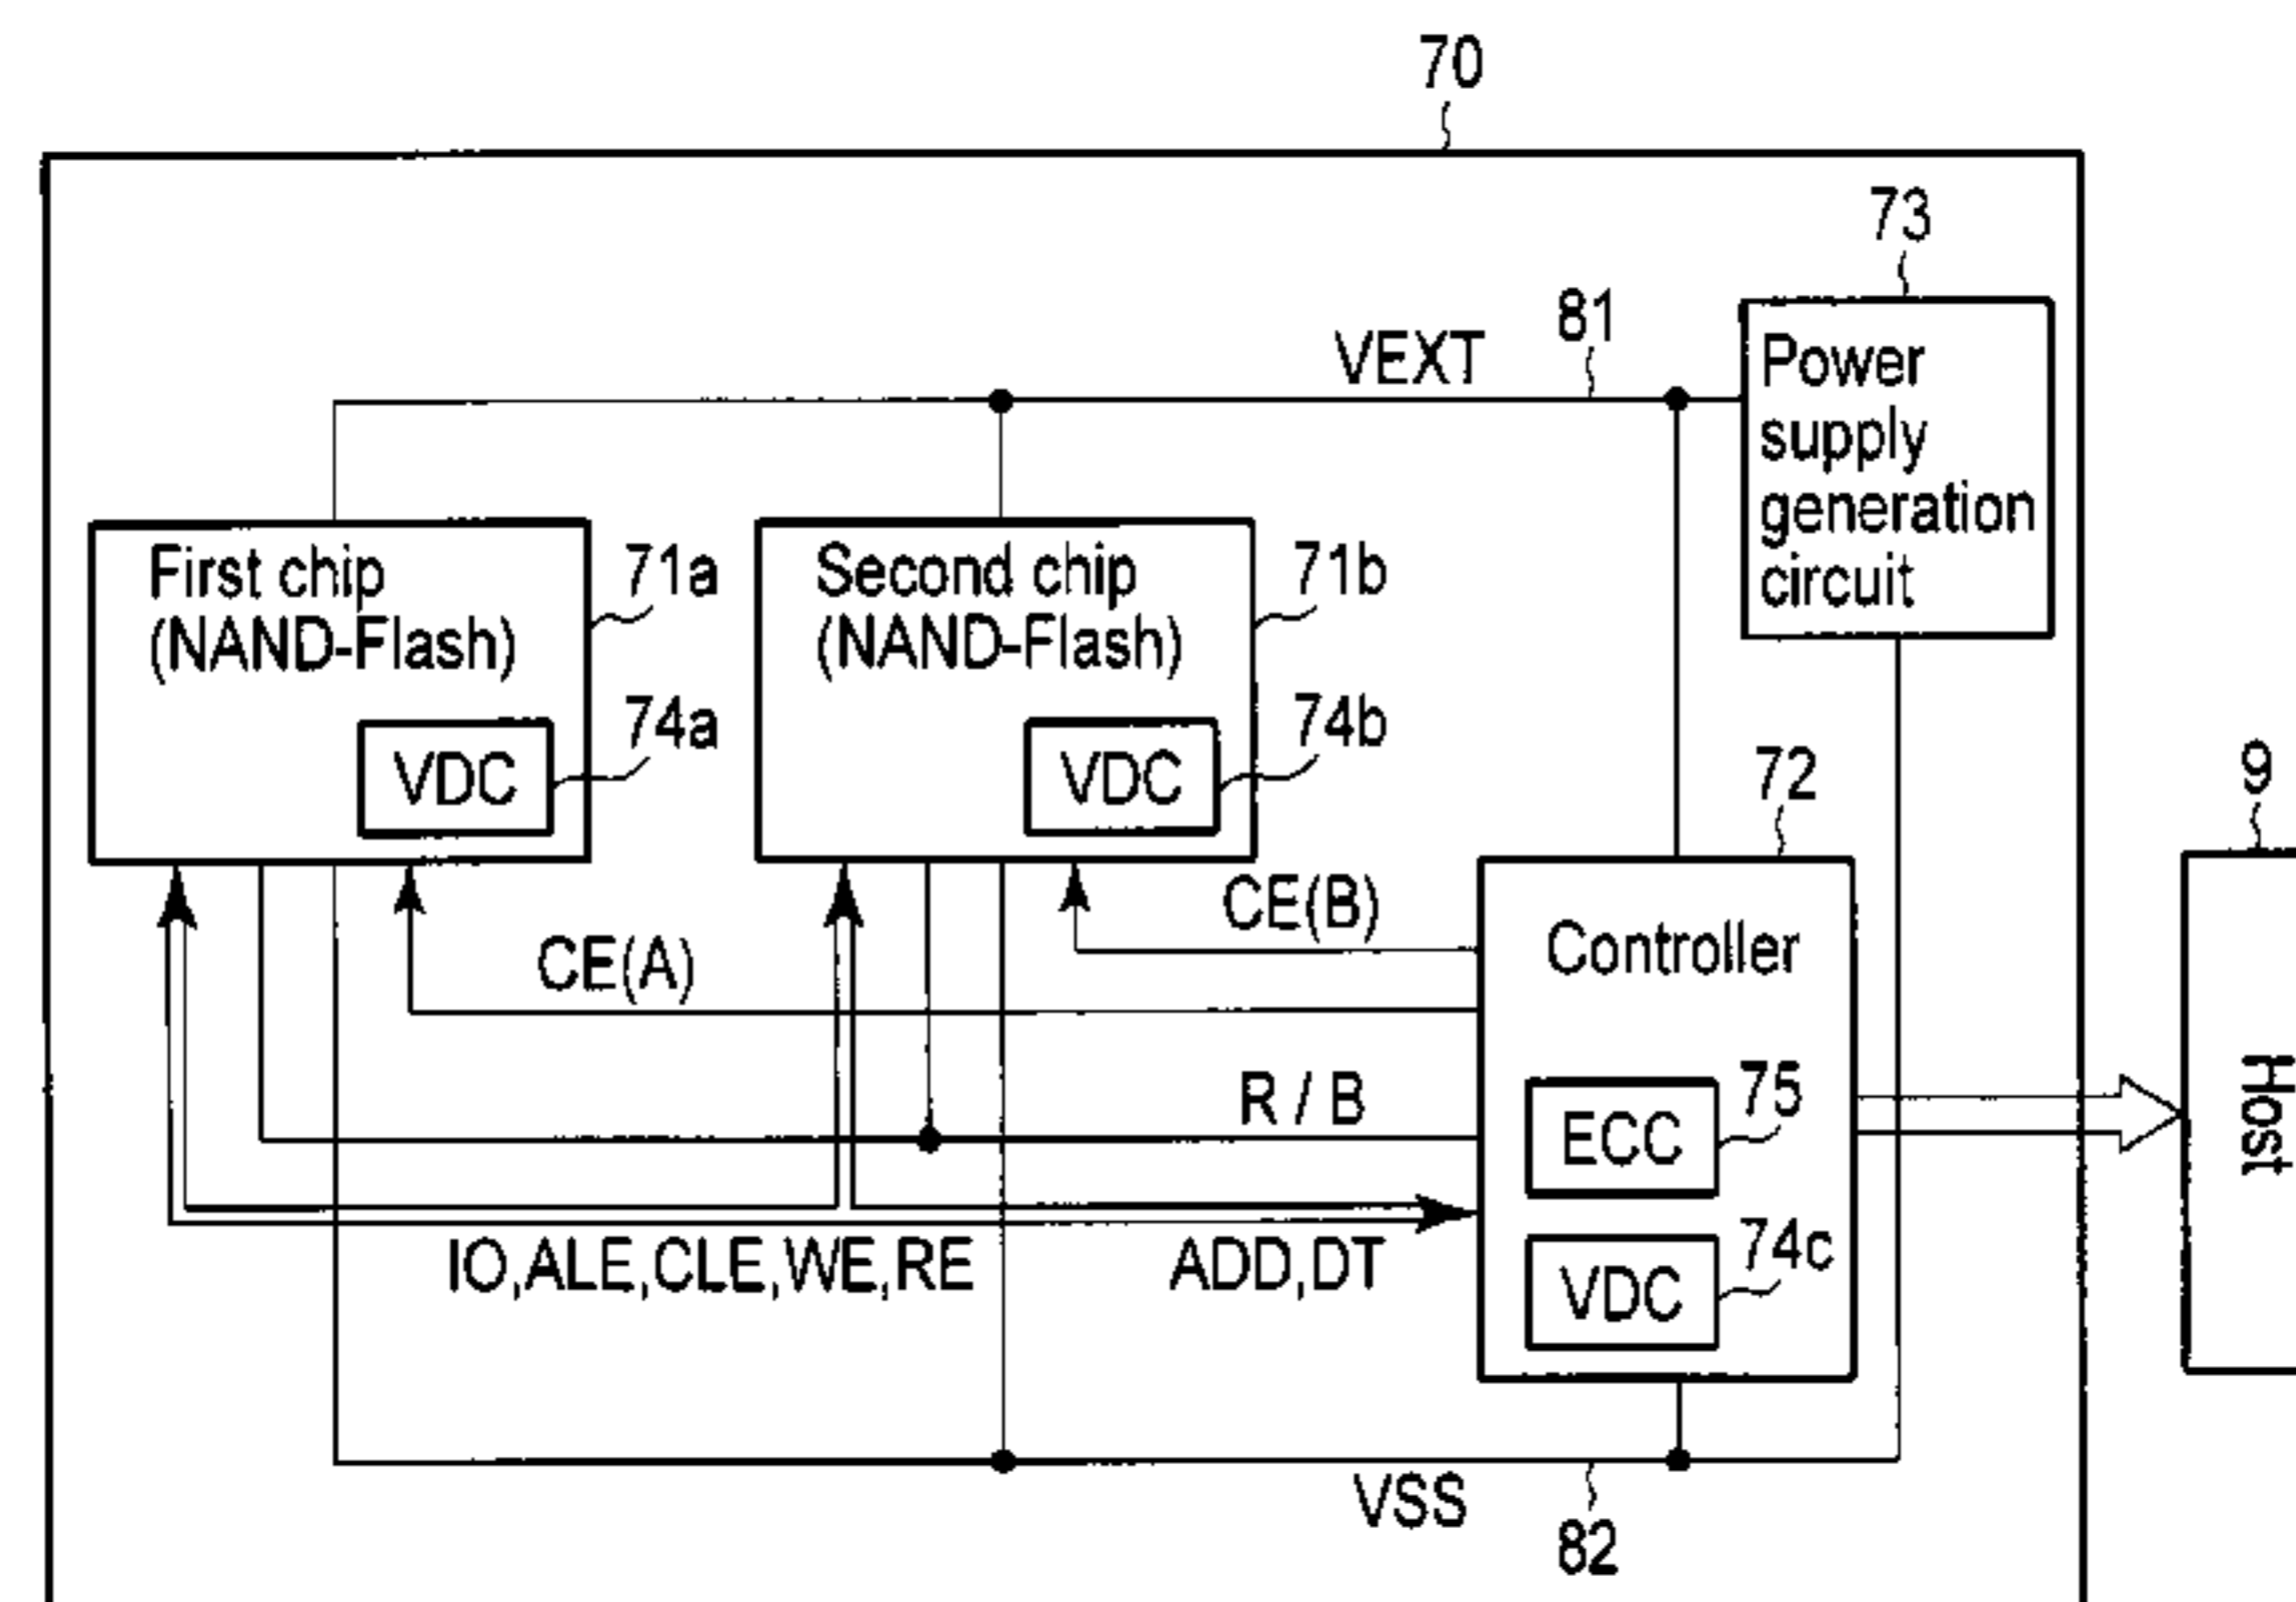 70
73
81
VEXT
Power
supply
generation
circuit
First chip
(NAND-Flash)
71a
Second chip
(NAND-Flash)
71b
74a
VDC
74b
VDC
72
9
CE(B)
CE(A)
Controller
Host
R / B
75
ECC
74c
VDC
IO,ALE,CLE,WE,RE
ADD,DT
VSS
82